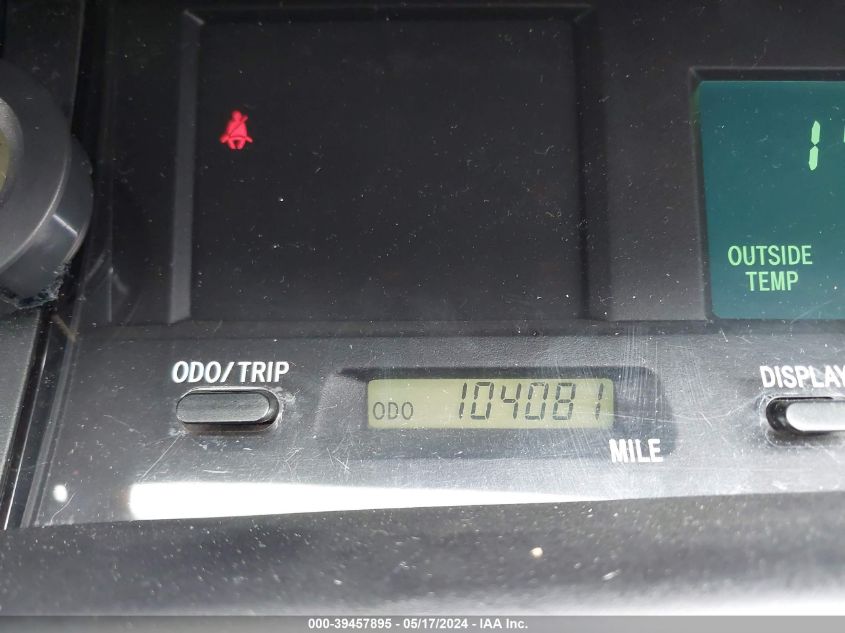 OUTSIDE
TEMP
ODO/TRIP
ODO 104081
DISPLAY
MILE
000-39457895 - 05/17/2024 - IAA Inc.